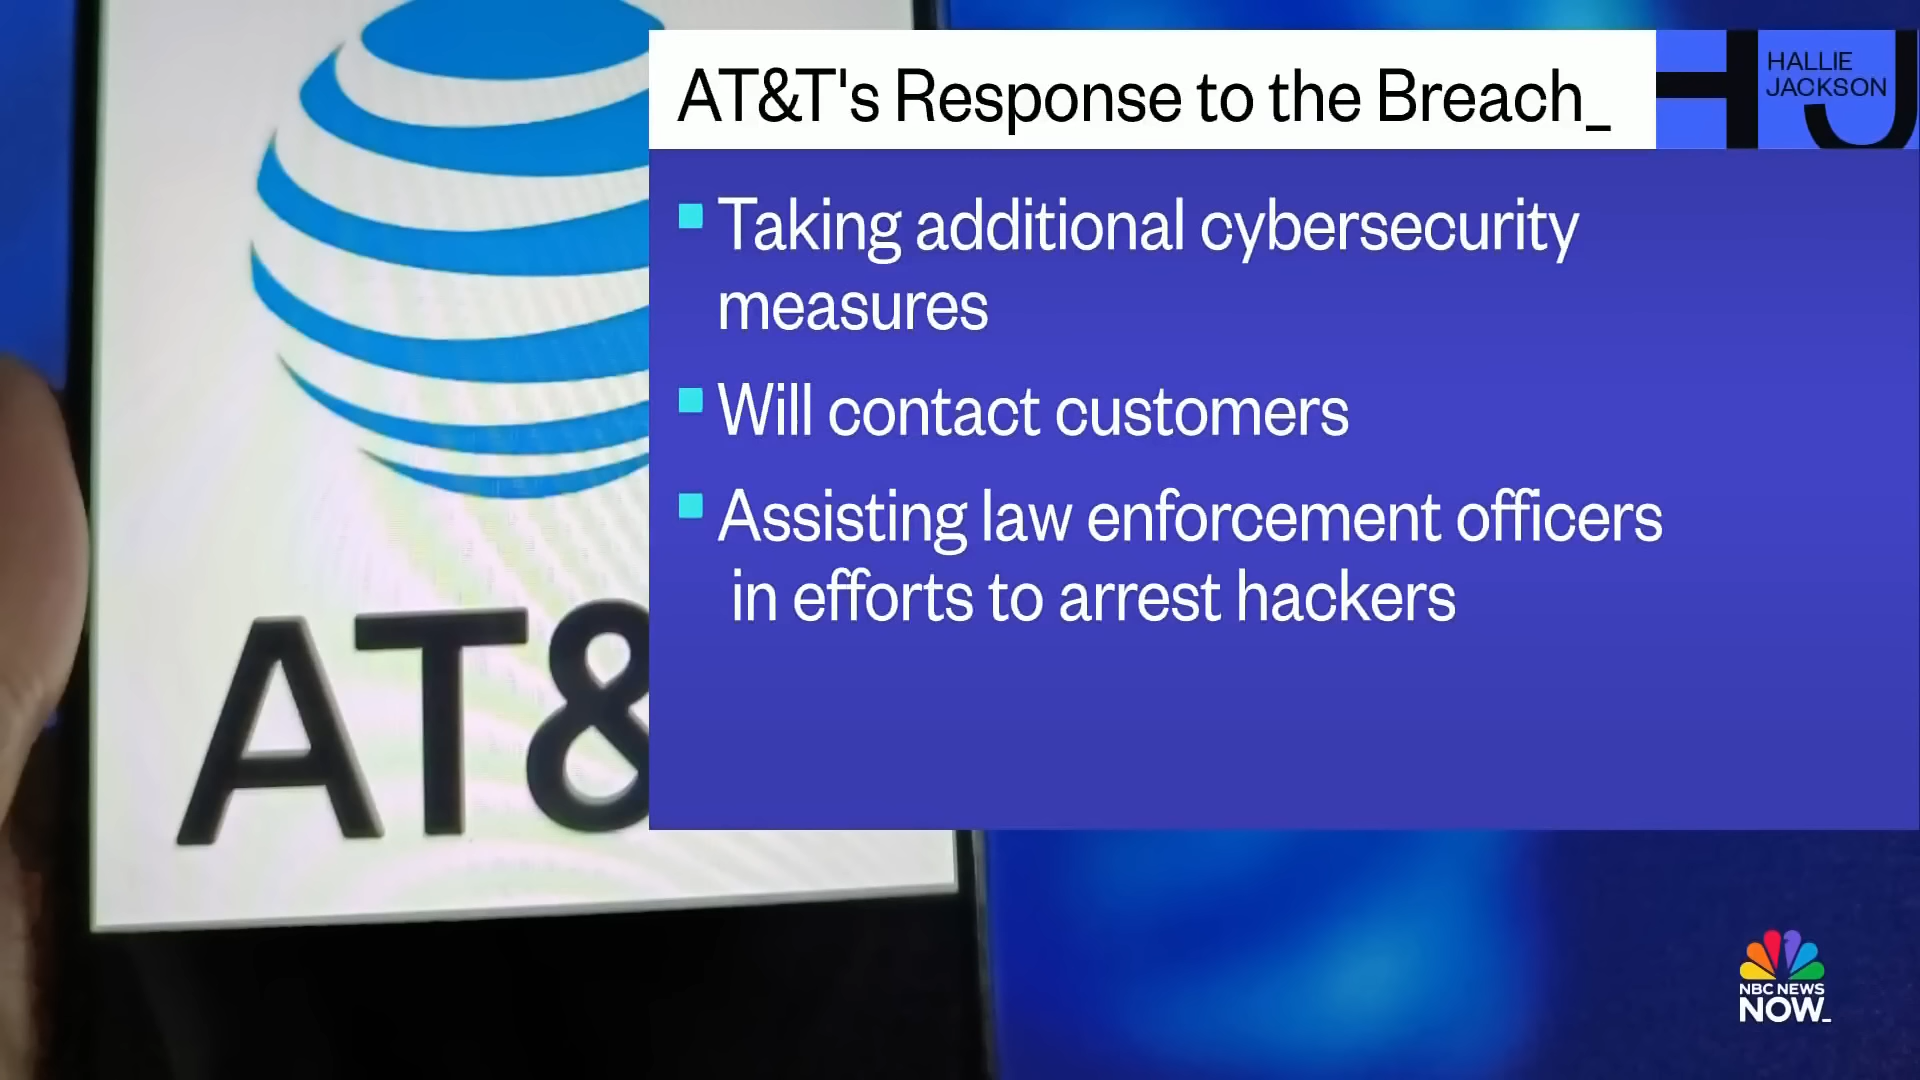 AT&T's Response to the Breach_
HALLIE
JACKSON
HJ
Taking additional cybersecurity
measures
Will contact customers
Assisting law enforcement officers
in efforts to arrest hackers
AT&
NBC NEWS
NOW_